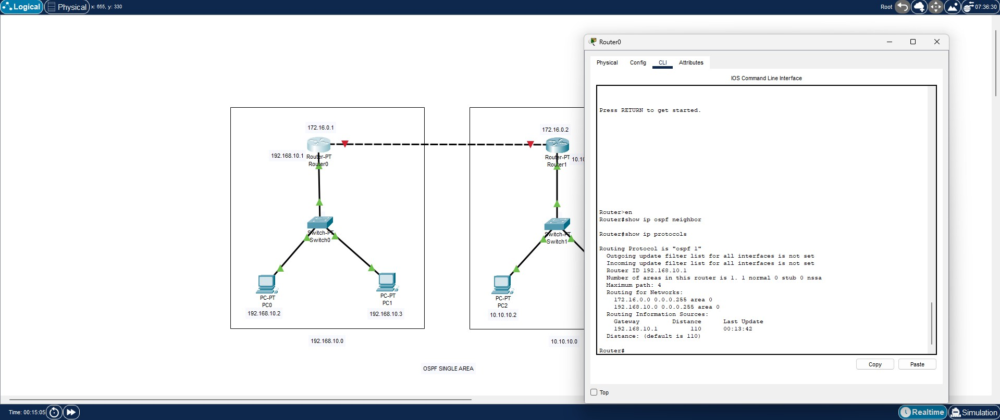 Logical
Physical
x: 655, y: 330
Root
07:36:30
172.16.0.1
192.168.10.1
Router-PT
Router0
Switch-PT
Switch0
PC-PT
PC0
192.168.10.2
PC-PT
PC1
192.168.10.3
192.168.10.0
172.16.0.2
Router-PT
Router1
10.10
Switch-PT
Switch1
PC-PT
PC2
10.10.10.2
10.10.10.0
OSPF SINGLE AREA
Router0
Physical
Config
CLI
Attributes
IOS Command Line Interface
Press RETURN to get started.
Router>en
Router#show ip ospf neighbor
Router#show ip protocols
Routing Protocol is "ospf 1"
Outgoing update filter list for all interfaces is not set
Incoming update filter list for all interfaces is not set
Router ID 192.168.10.1
Number of areas in this router is 1. 1 normal 0 stub 0 nssa
Maximum path: 4
Routing for Networks:
172.16.0.0 0.0.0.255 area 0
192.168.10.0 0.0.0.255 area 0
Routing Information Sources:
Gateway Distance Last Update
192.168.10.1 110 00:13:42
Distance: (default is 110)
Router#
Copy
Paste
Top
Time: 00:15:05
Realtime
Simulation